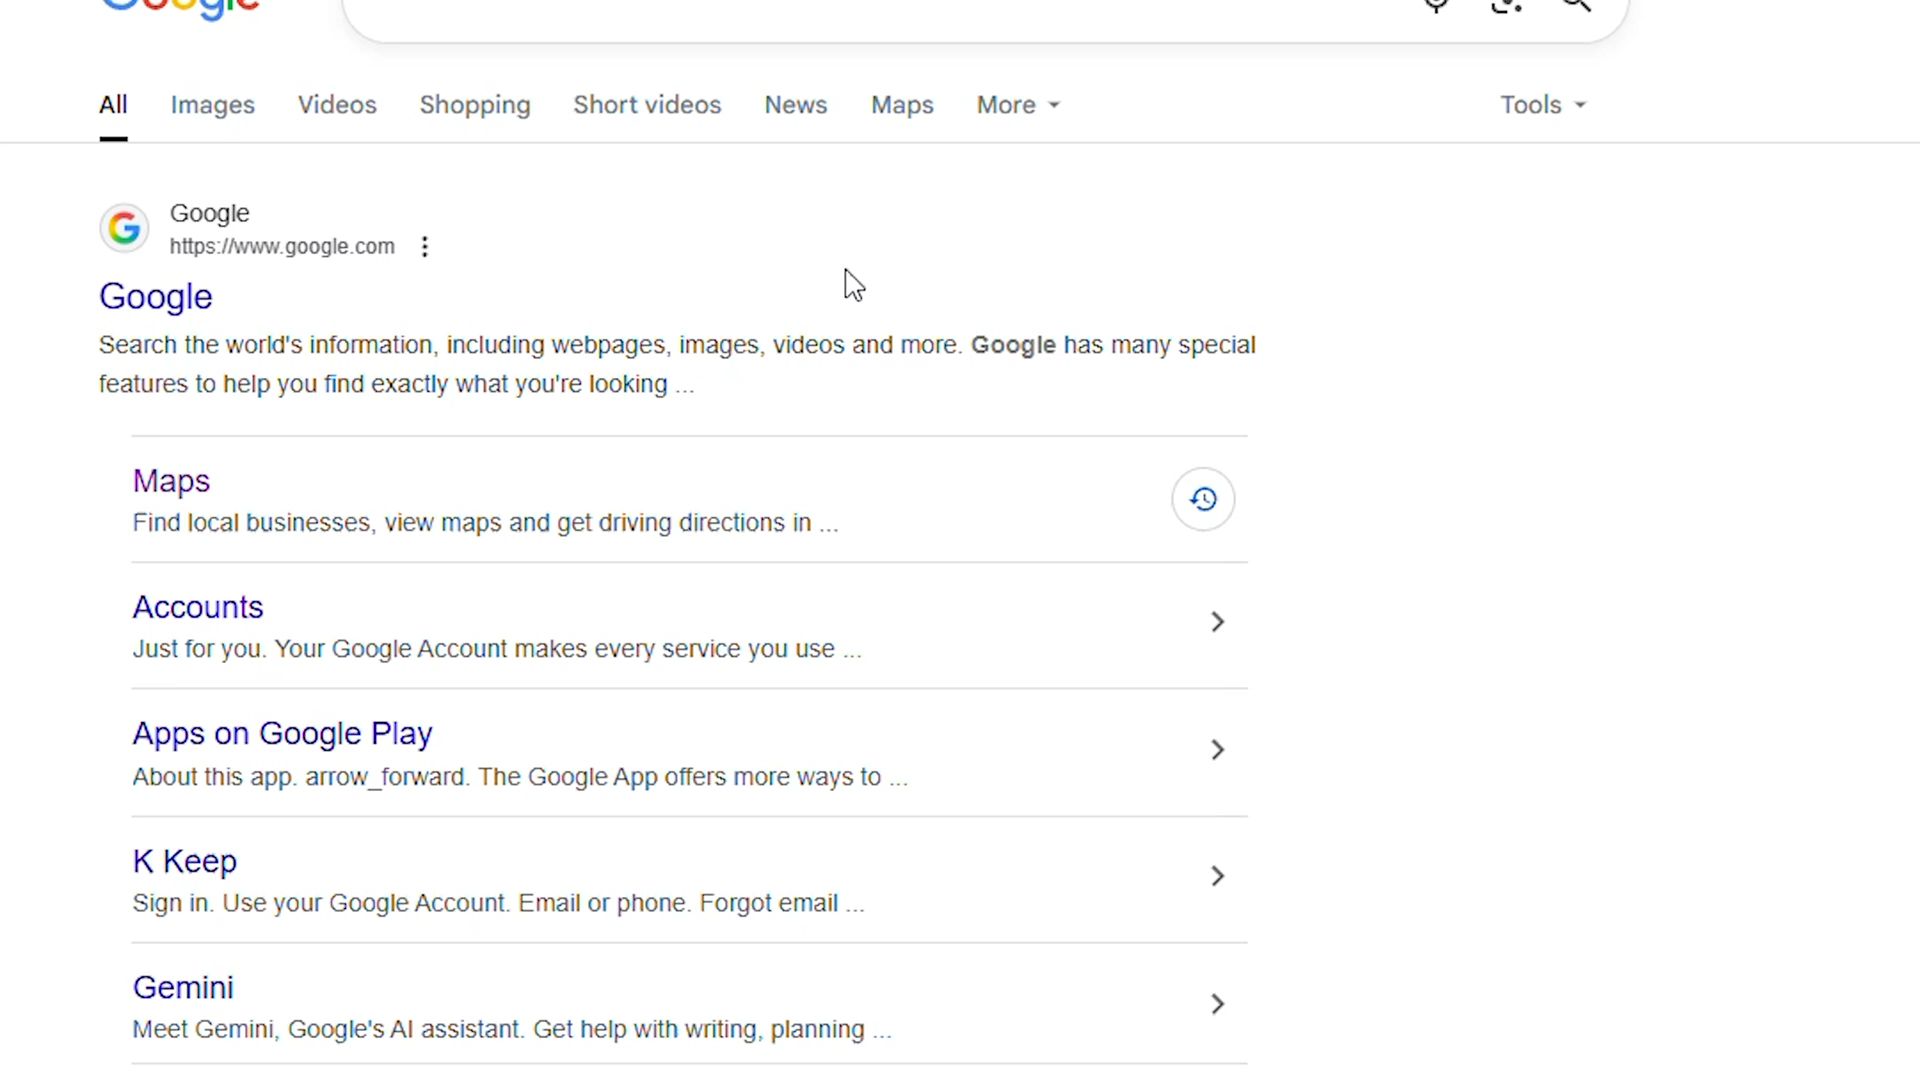 Google
All Images Videos Shopping Short videos News Maps More Tools
Google
https://www.google.com
Google
Search the world's information, including webpages, images, videos and more. Google has many special
features to help you find exactly what you're looking ...
Maps
Find local businesses, view maps and get driving directions in ...
Accounts
Just for you. Your Google Account makes every service you use ...
Apps on Google Play
About this app. arrow_forward. The Google App offers more ways to ...
K Keep
Sign in. Use your Google Account. Email or phone. Forgot email ...
Gemini
Meet Gemini, Google's AI assistant. Get help with writing, planning ...